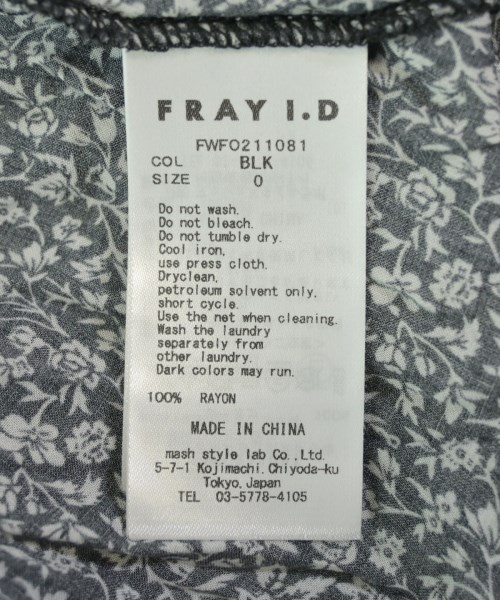 FRAY I.D
FWFO211081
COL BLK
SIZE 0
Do not wash.
Do not bleach.
Do not tumble dry.
Cool iron,
use press cloth.
Dryclean,
petroleum solvent only,
short cycle.
Use the net when cleaning.
Wash the laundry
separately from
other laundry.
Dark colors may run.
100% RAYON
MADE IN CHINA
mash style lab Co., Ltd.
5-7-1 Kojimachi, Chiyoda-ku
Tokyo, Japan
TEL 03-5778-4105